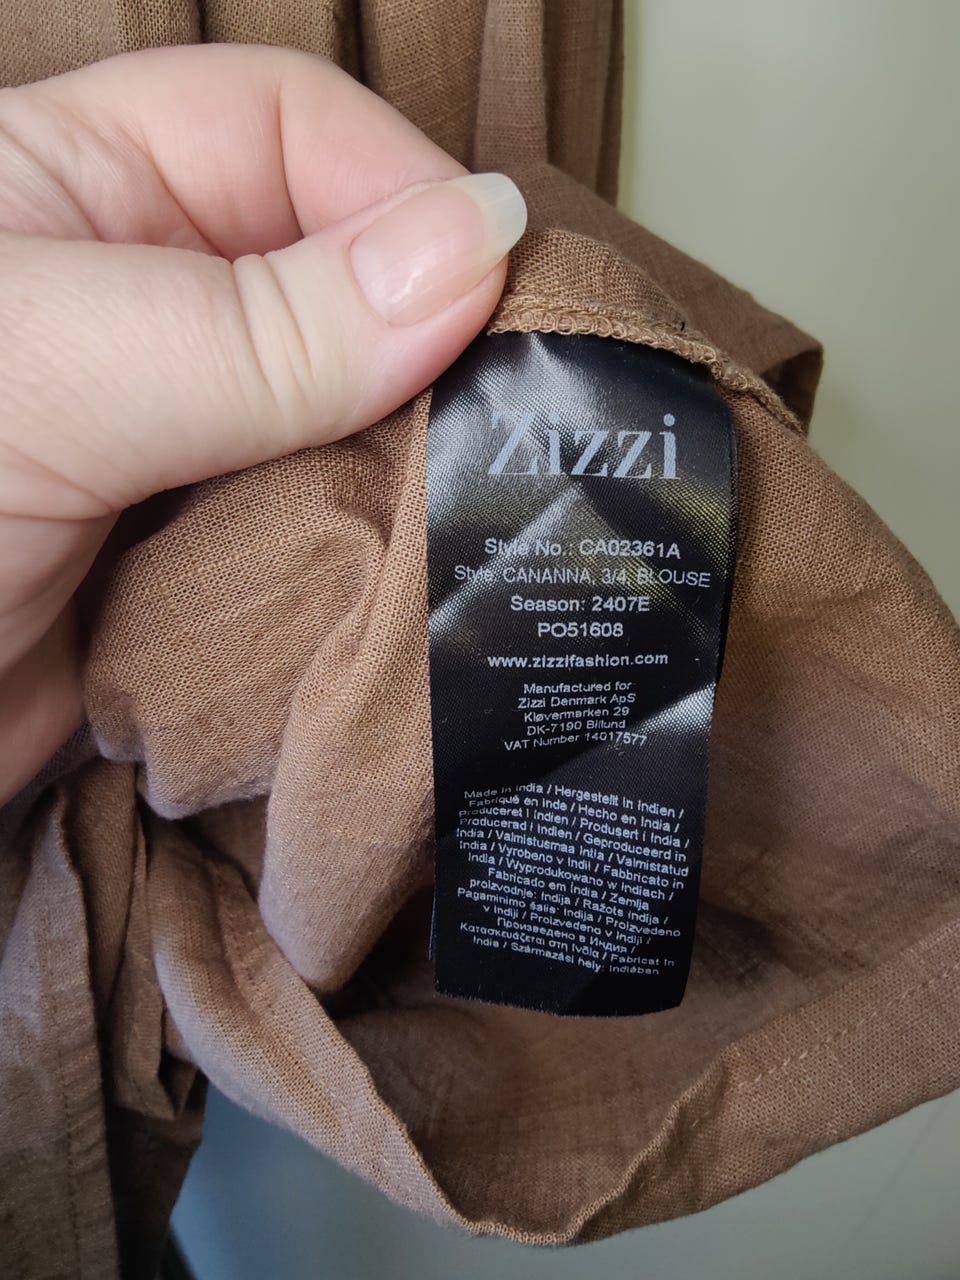 Zizzi
Style No.: CA02361A
Style: CANANNA, 3/4, BLOUSE
Season: 2407E
PO51608
www.zizzifashion.com
Manufactured for
Zizzi Denmark ApS
Kløvermarken 29
DK-7190 Billund
VAT Number 14017577
Made in India / Hergestellt in Indien /
Fabriqué en Inde / Hecho en India /
Produceret i Indien / Produsert i India /
Producerad i Indien / Geproduceerd in
India / Valmistusmaa Intia / Valmistatud
India / Vyrobeno v Indii / Fabbricato in
India / Wyprodukowano w Indiach /
Fabricado em Índia / Zemlja
proizvodnje: Indija / Ražots Indija /
Pagaminimo šalis: Indija / Proizvedeno
v Indiji / Proizvedeno v Indiji /
Произведено в Индия /
Κατασκευάζεται στη Ινδία / Fabricat in
India / Származási hely: Indiában